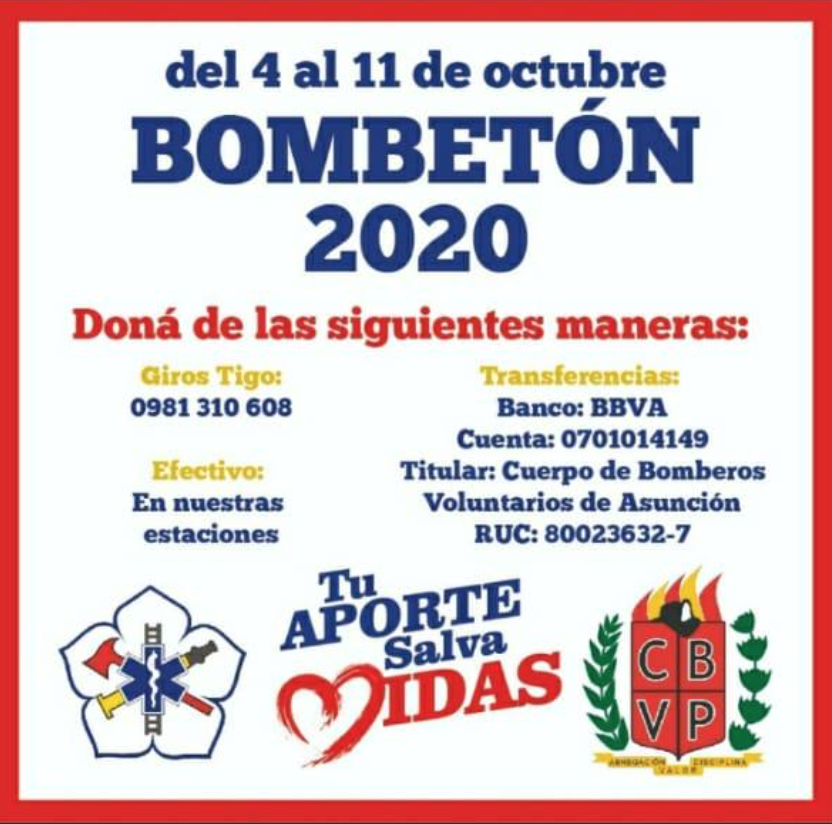 del 4 al 11 de octubre
BOMBETÓN
2020
Doná de las siguientes maneras:
Giros Tigo:
0981 310 608
Efectivo:
En nuestras
estaciones
Transferencias:
Banco: BBVA
Cuenta: 0701014149
Titular: Cuerpo de Bomberos
Voluntarios de Asunción
RUC: 80023632-7
Tu
APORTE
Salva
VIDAS
C B
V P
ABNEGACIÓN
VALOR
DISCIPLINA